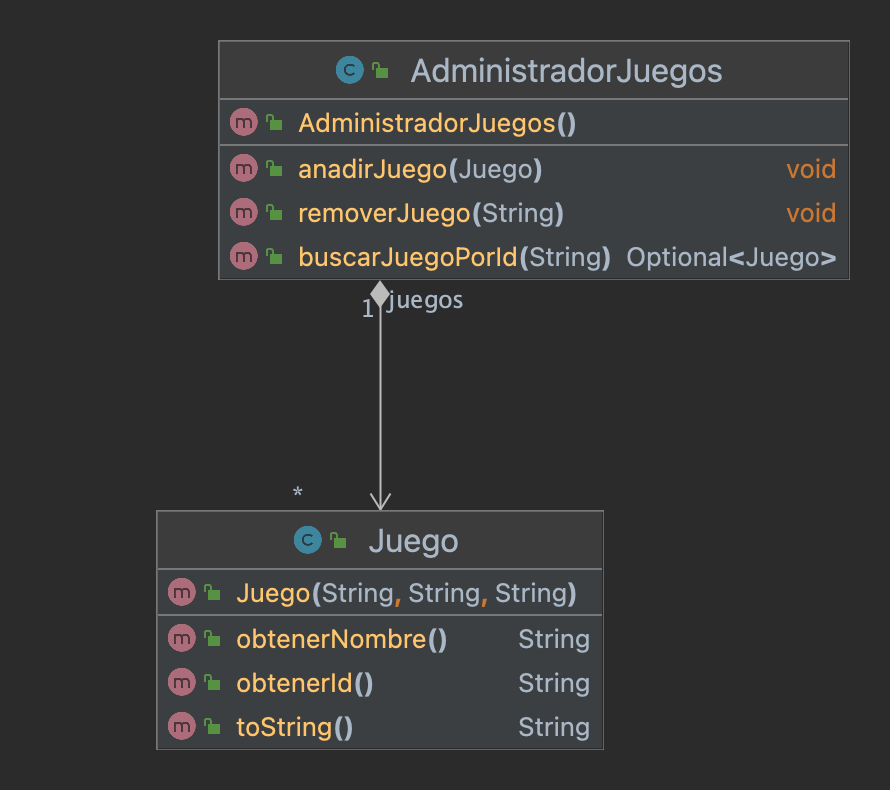 AdministradorJuegos
AdministradorJuegos()
anadirJuego(Juego) void
removerJuego(String) void
buscarJuegoPorId(String) Optional<Juego>
1 juegos
*
Juego
Juego(String, String, String)
obtenerNombre() String
obtenerId() String
toString() String